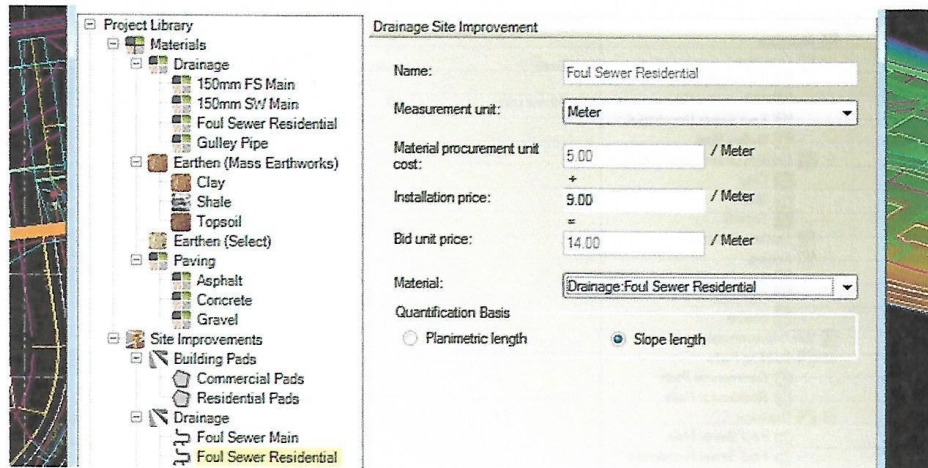 Project Library
Materials
Drainage
150mm FS Main
150mm SW Main
Foul Sewer Residential
Gulley Pipe
Earthen (Mass Earthworks)
Clay
Shale
Topsoil
Earthen (Select)
Paving
Asphalt
Concrete
Gravel
Site Improvements
Building Pads
Commercial Pads
Residential Pads
Drainage
Foul Sewer Main
Foul Sewer Residential
Drainage Site Improvement
Name: Foul Sewer Residential
Measurement unit: Meter
Material procurement unit
cost: 5.00 / Meter
+
Installation price: 9.00 / Meter
=
Bid unit price: 14.00 / Meter
Material: Drainage:Foul Sewer Residential
Quantification Basis
Planimetric length Slope length